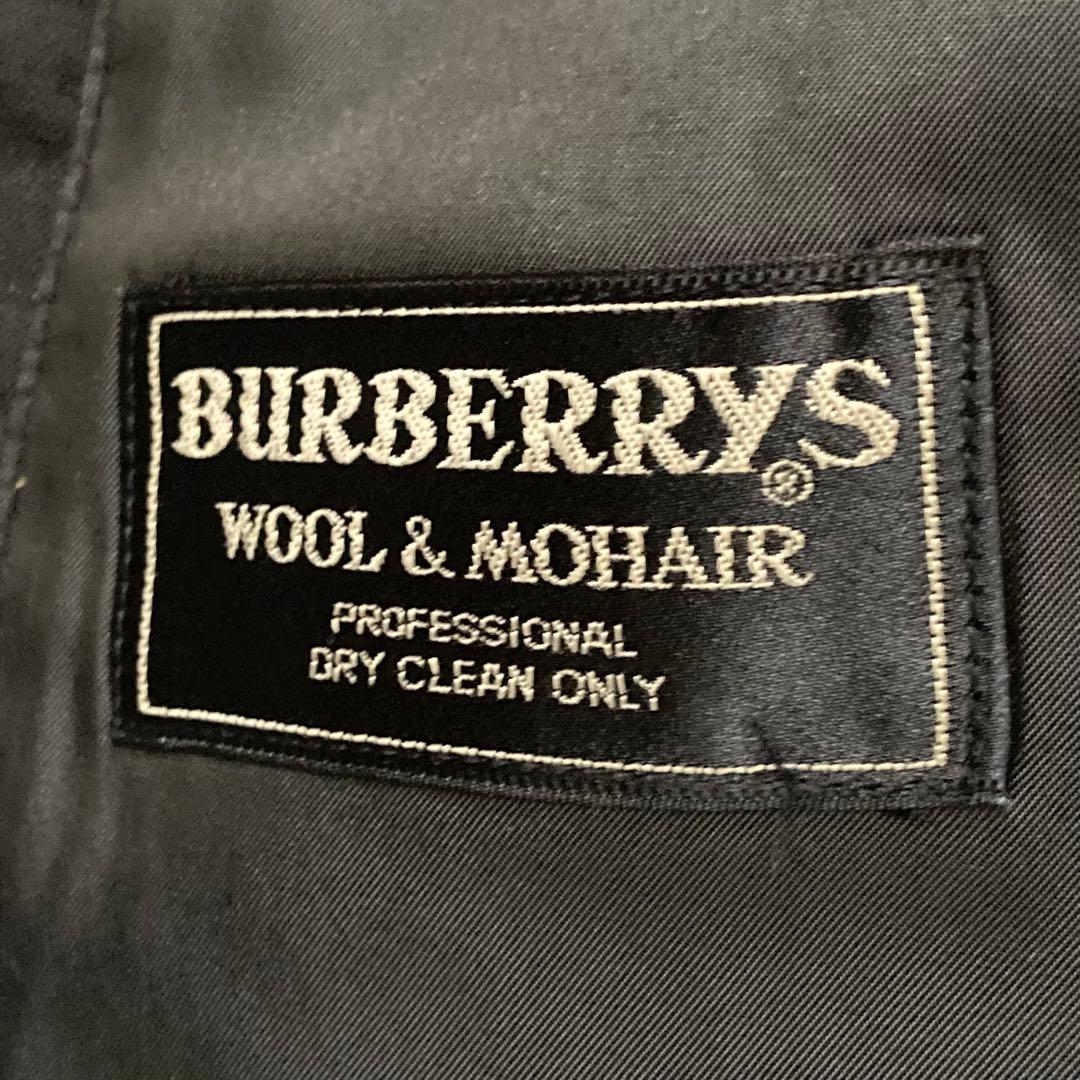 BURBERRYS®
WOOL & MOHAIR
PROFESSIONAL
DRY CLEAN ONLY